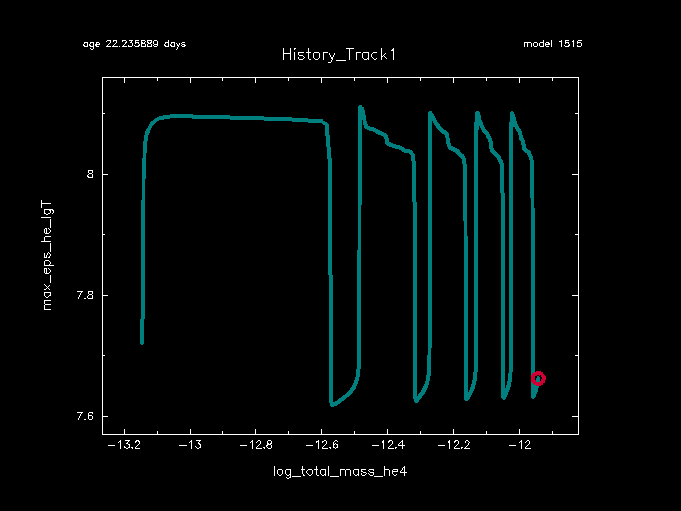 age 22.235889 days
model 1515
History_Track1
max_eps_he_lgT
8
7.8
7.6
−13.2
−13
−12.8
−12.6
−12.4
−12.2
−12
log_total_mass_he4